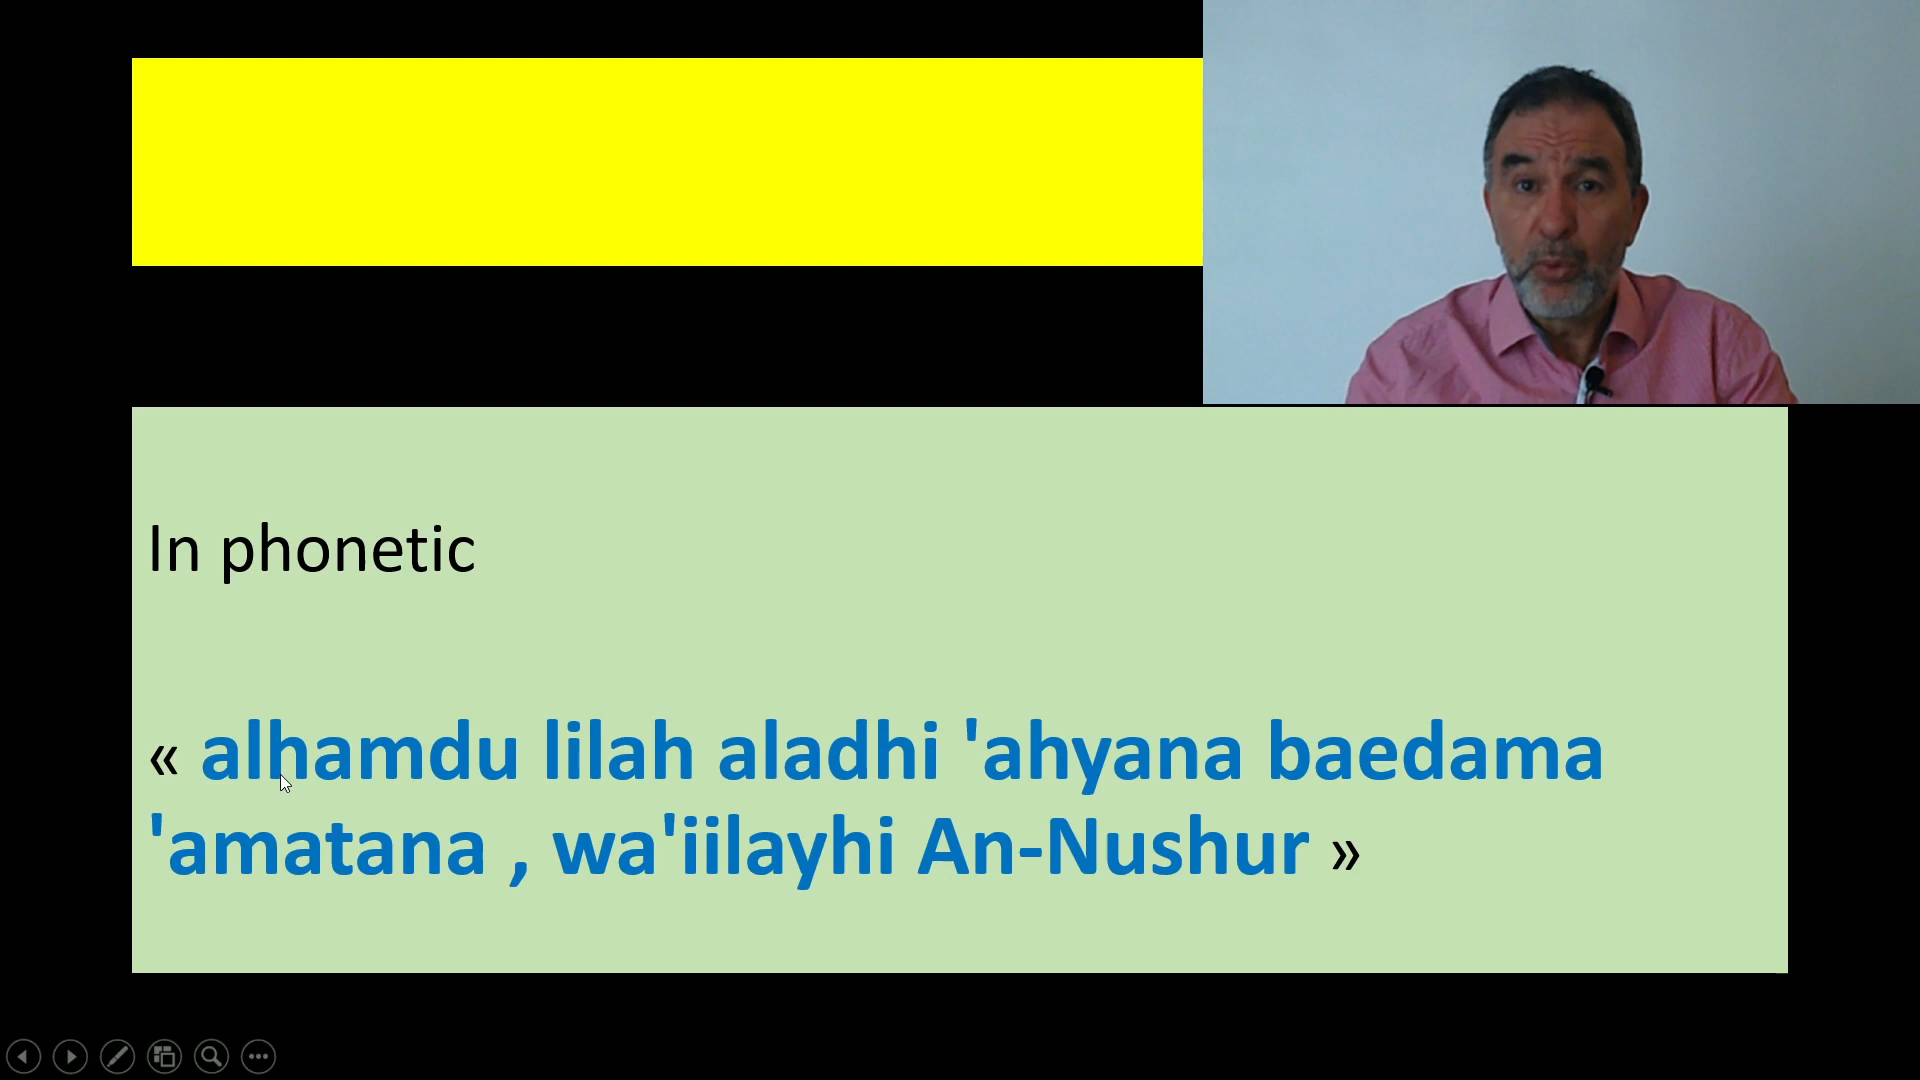 In phonetic
« alhamdu lilah aladhi 'ahyana baedama
'amatana , wa'iilayhi An-Nushur »